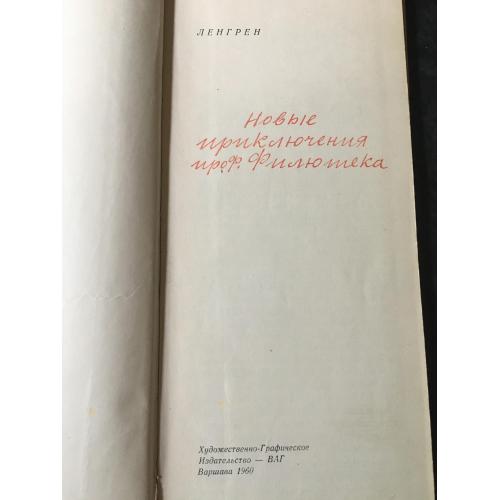 ЛЕНГРЕН
Новые
приключения
проф. Филютека
Художественно-Графическое
Издательство — ВАГ
Варшава 1960